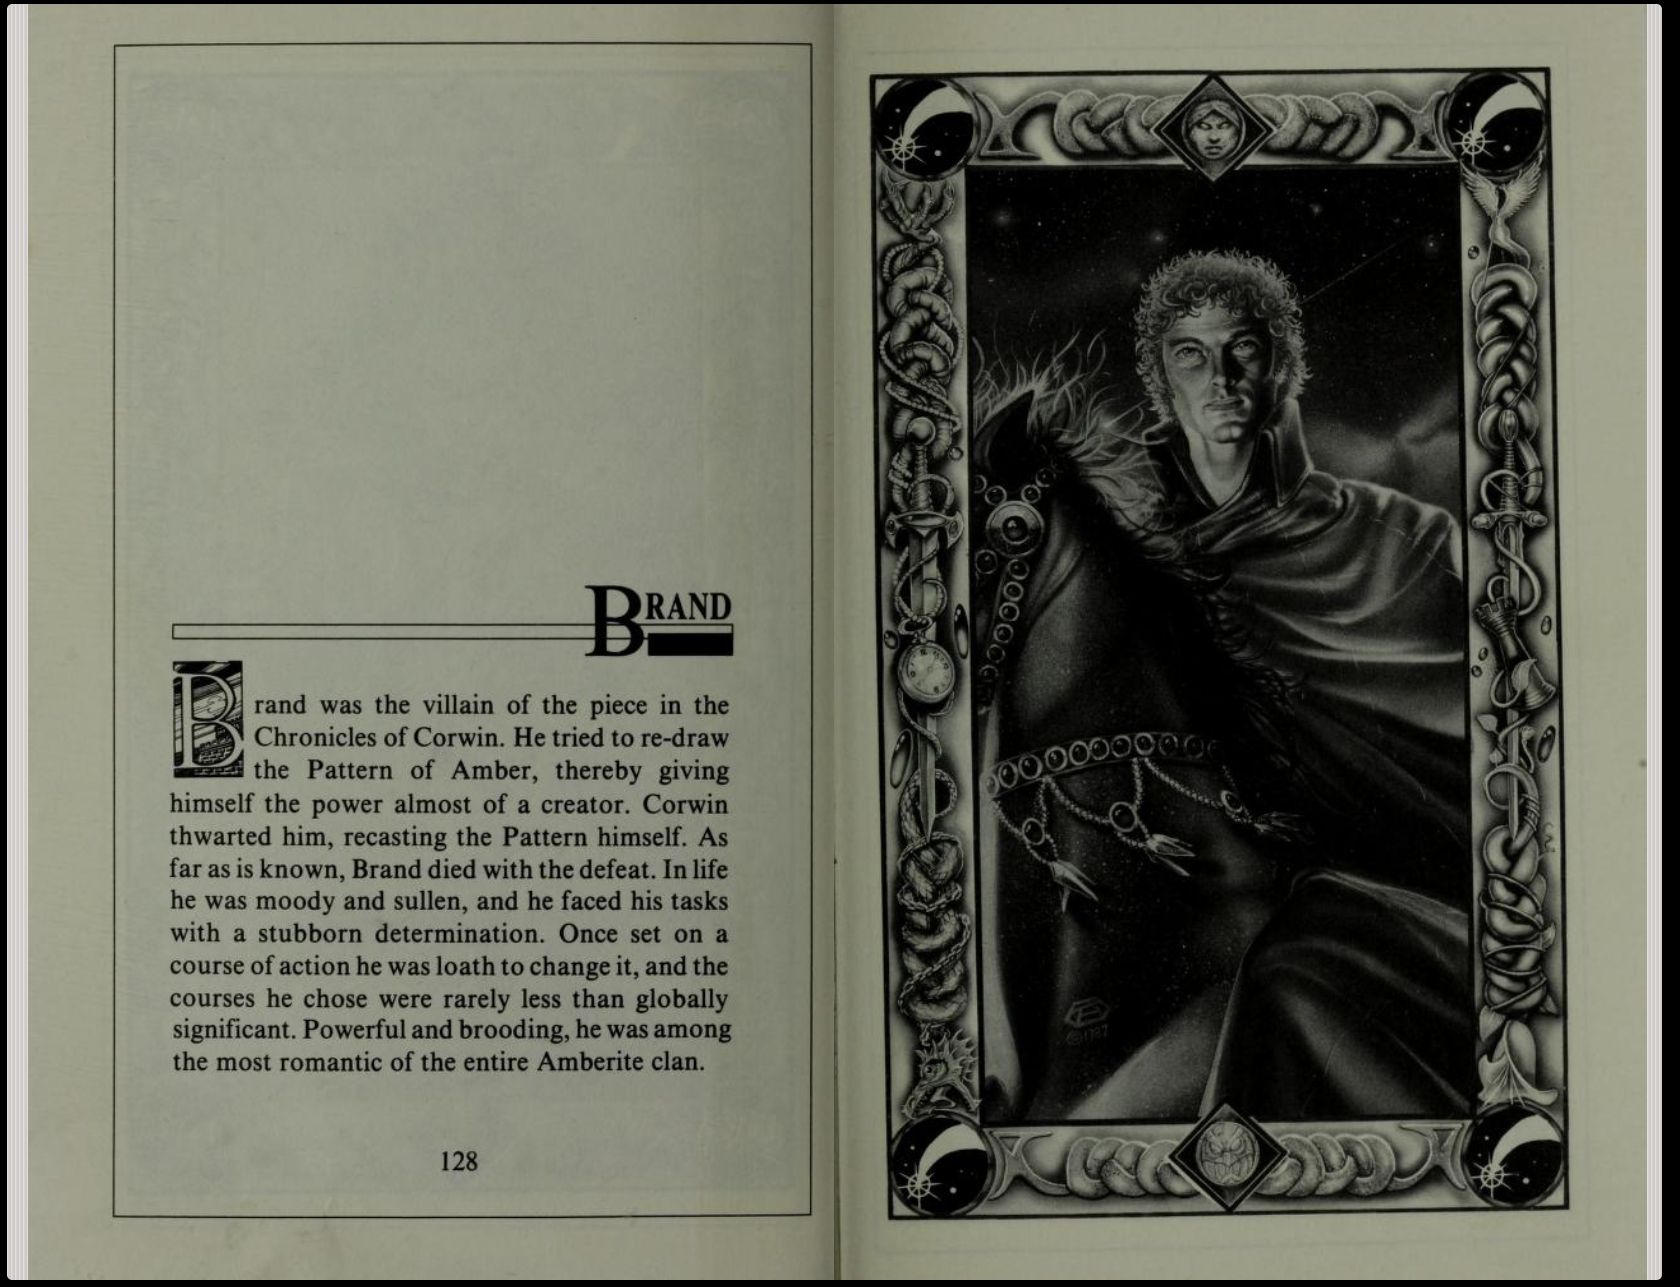 BRAND
Brand was the villain of the piece in the
Chronicles of Corwin. He tried to re-draw
the Pattern of Amber, thereby giving
himself the power almost of a creator. Corwin
thwarted him, recasting the Pattern himself. As
far as is known, Brand died with the defeat. In life
he was moody and sullen, and he faced his tasks
with a stubborn determination. Once set on a
course of action he was loath to change it, and the
courses he chose were rarely less than globally
significant. Powerful and brooding, he was among
the most romantic of the entire Amberite clan.
128
©1987